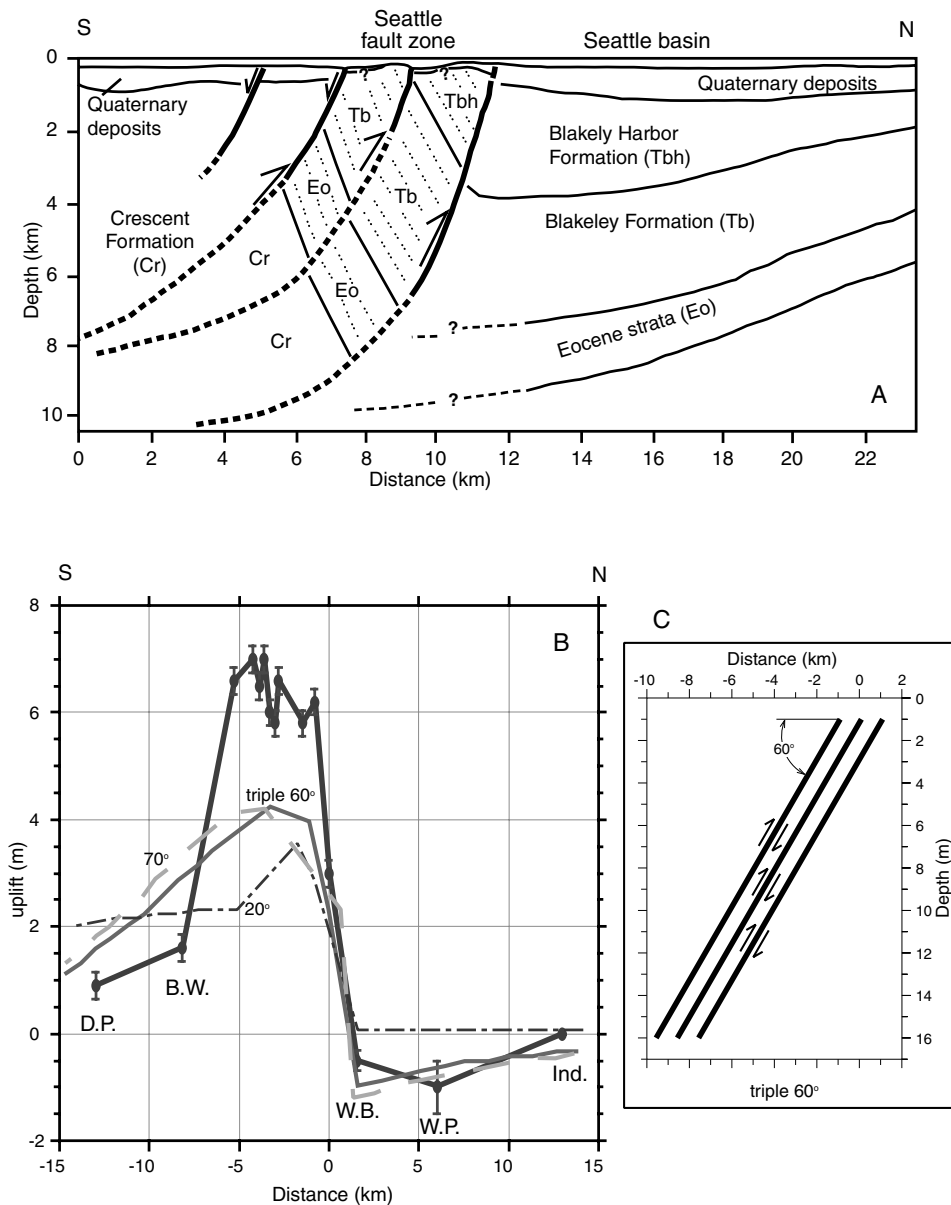 S
Seattle
fault zone
Seattle basin
N
0
2
4
6
8
10
Depth (km)
Quaternary
deposits
?
?
Quaternary deposits
Tb
Tbh
Blakely Harbor
Formation (Tbh)
Eo
Tb
Blakeley Formation (Tb)
Crescent
Formation
(Cr)
Cr
Eo
Cr
?
?
Eocene strata (Eo)
A
0 2 4 6 8 10 12 14 16 18 20 22
Distance (km)
S
N
8
6
4
2
0
-2
uplift (m)
B
triple 60°
70°
20°
D.P.
B.W.
W.B.
W.P.
Ind.
-15 -10 -5 0 5 10 15
Distance (km)
C
Distance (km)
-10 -8 -6 -4 -2 0 2
60°
0
2
4
6
8
10
12
14
16
Depth (m)
triple 60°